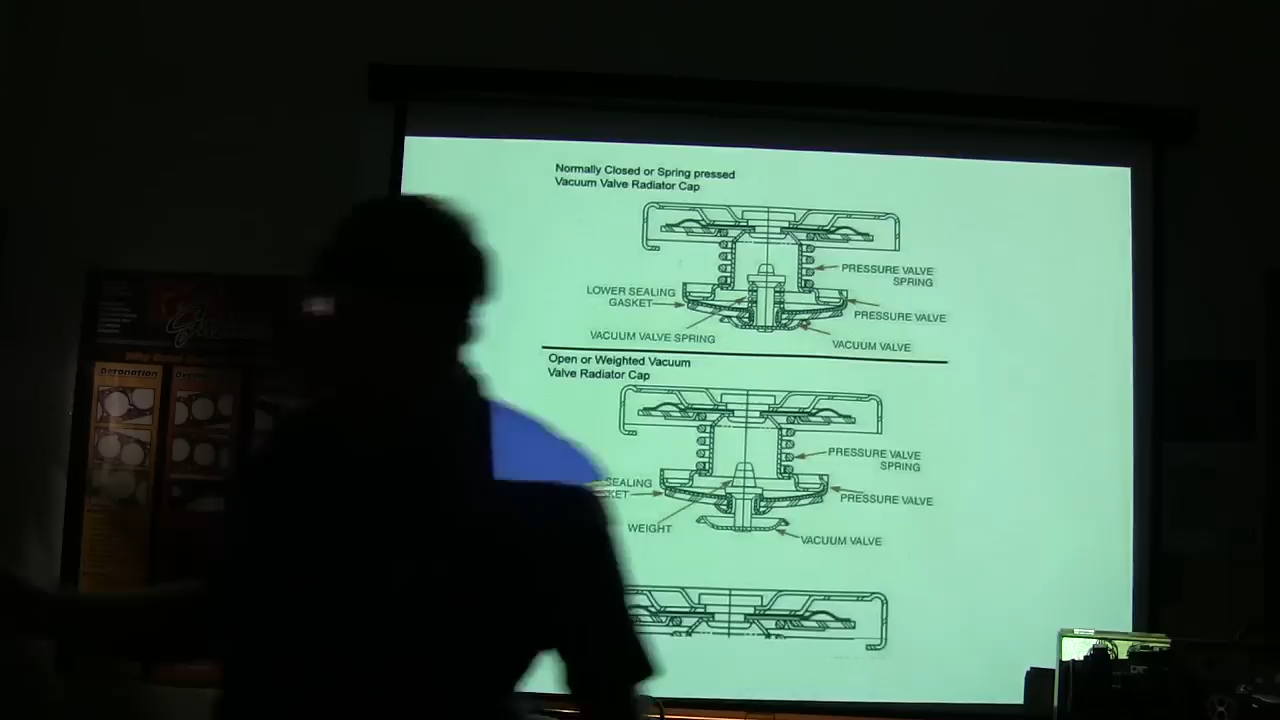 Normally Closed or Spring pressed
Vacuum Valve Radiator Cap
PRESSURE VALVE
SPRING
LOWER SEALING
GASKET
PRESSURE VALVE
VACUUM VALVE SPRING
VACUUM VALVE
Open or Weighted Vacuum
Valve Radiator Cap
PRESSURE VALVE
SPRING
SEALING
KET
PRESSURE VALVE
WEIGHT
VACUUM VALVE
Detonation